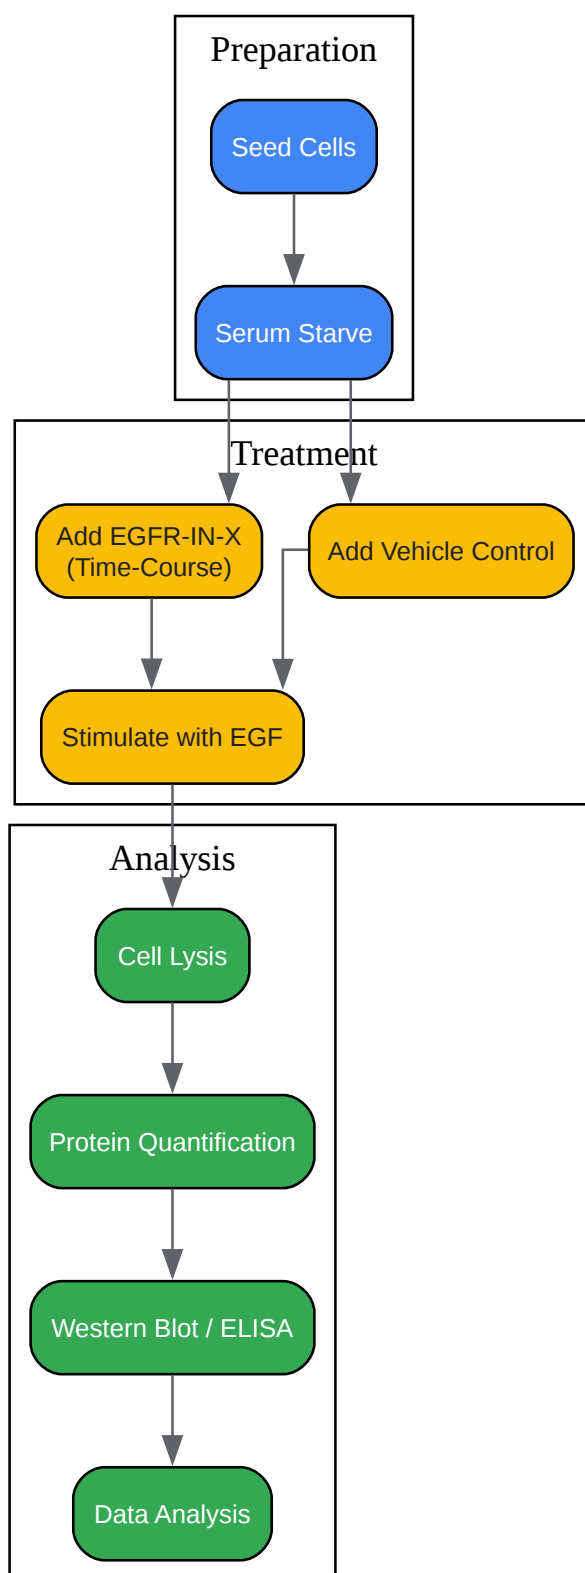 Preparation
Seed Cells
Serum Starve
Treatment
Add EGFR-IN-X
(Time-Course)
Add Vehicle Control
Stimulate with EGF
Analysis
Cell Lysis
Protein Quantification
Western Blot / ELISA
Data Analysis